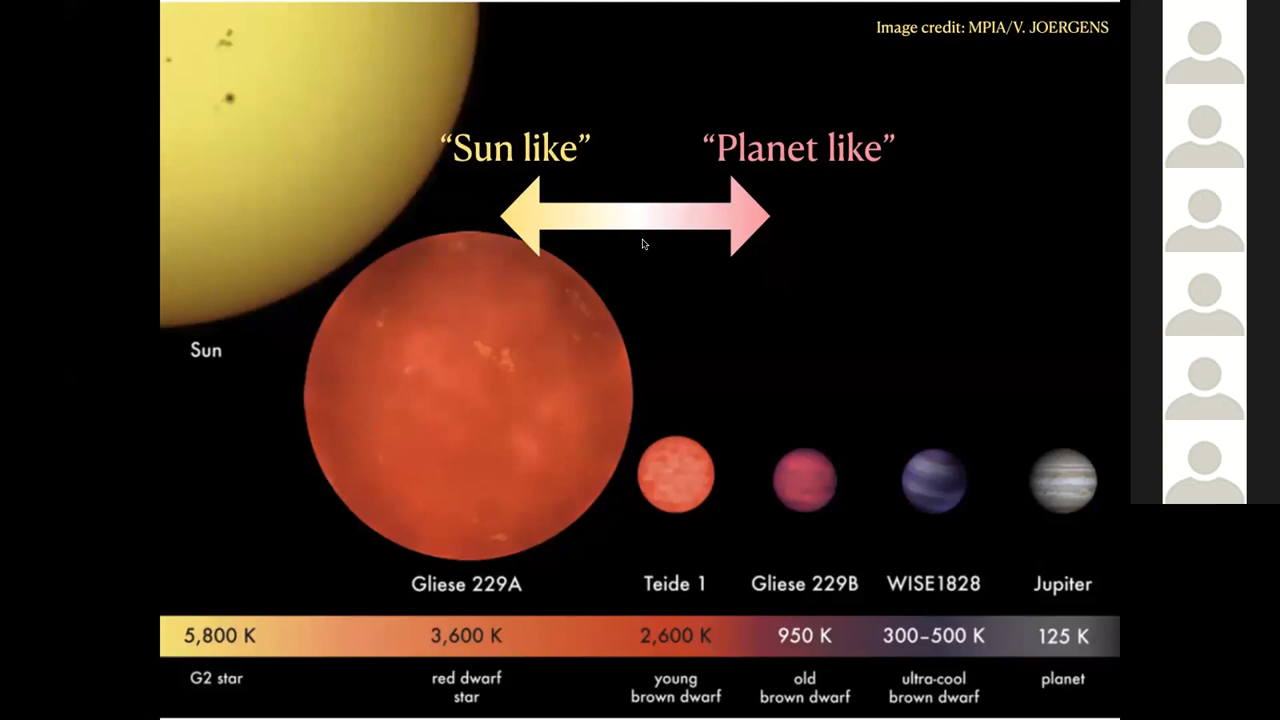 Image credit: MPIA/V. JOERGENS
“Sun like” “Planet like”
Sun
Gliese 229A Teide 1 Gliese 229B WISE1828 Jupiter
5,800 K 3,600 K 2,600 K 950 K 300–500 K 125 K
G2 star red dwarf young old ultra-cool planet
star brown dwarf brown dwarf brown dwarf